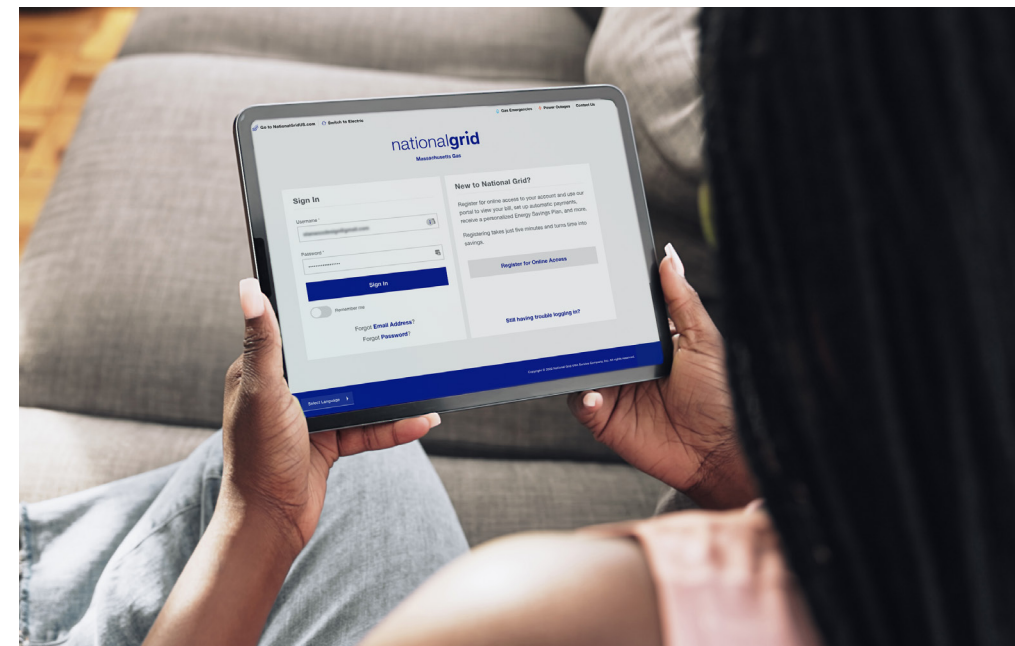 Go to NationalGridUS.com Switch to Electric
Gas Emergencies Power Outages Contact Us
nationalgrid
Massachusetts Gas
Sign In
Username *
Password *
Sign In
Remember me
Forgot Email Address?
Forgot Password?
New to National Grid?
Register for online access to your account and use our
portal to view your bill, set up automatic payments,
receive a personalized Energy Savings Plan, and more.
Registering takes just five minutes and turns time into
savings.
Register for Online Access
Still having trouble logging in?
Select Language